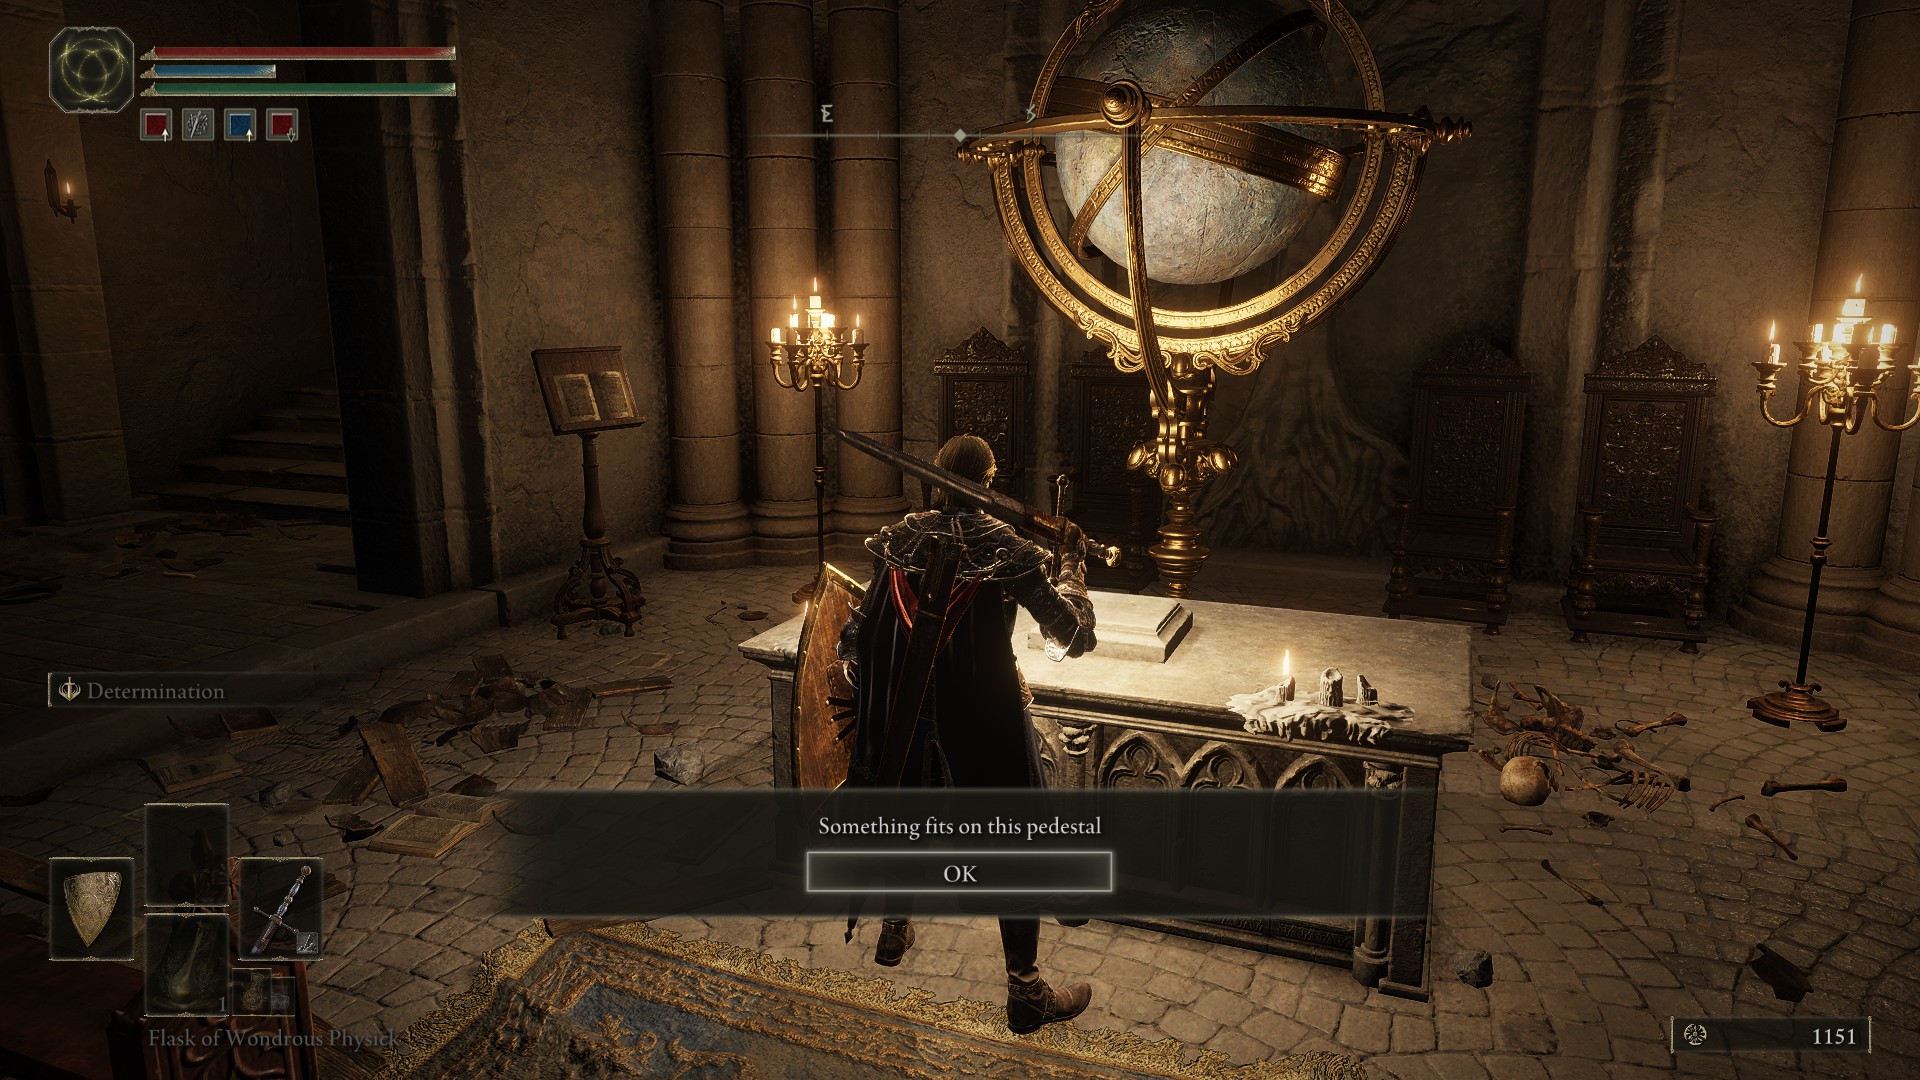 E
S
Determination
Something fits on this pedestal
OK
1
Flask of Wondrous Physick
1151